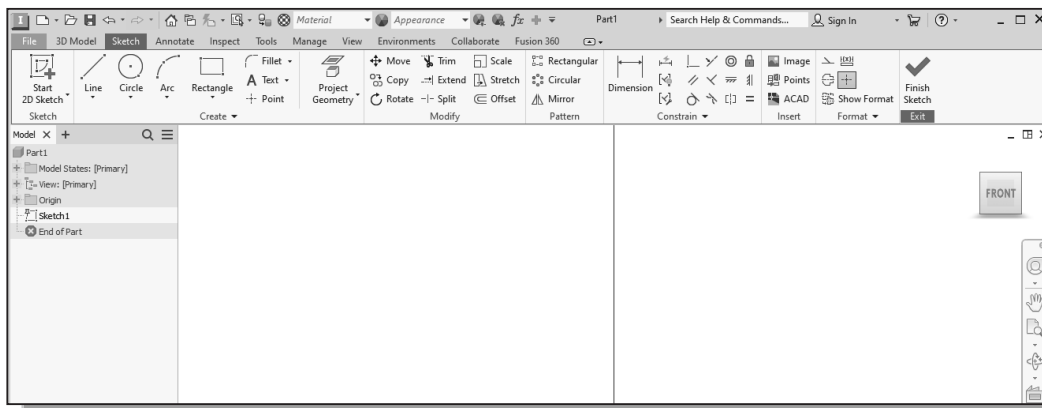 I Material Appearance fx Part1 Search Help & Commands... Sign In ?
File 3D Model Sketch Annotate Inspect Tools Manage View Environments Collaborate Fusion 360
Start 2D Sketch Line Circle Arc Rectangle Fillet Text Point Project Geometry
Move Trim Scale
Copy Extend Stretch
Rotate Split Offset
Rectangular
Circular
Mirror
Dimension
Image
Points
ACAD
Show Format
Finish Sketch
Sketch Create Modify Pattern Constrain Insert Format Exit
Model × +
Part1
Model States: [Primary]
View: [Primary]
Origin
Sketch1
End of Part
FRONT